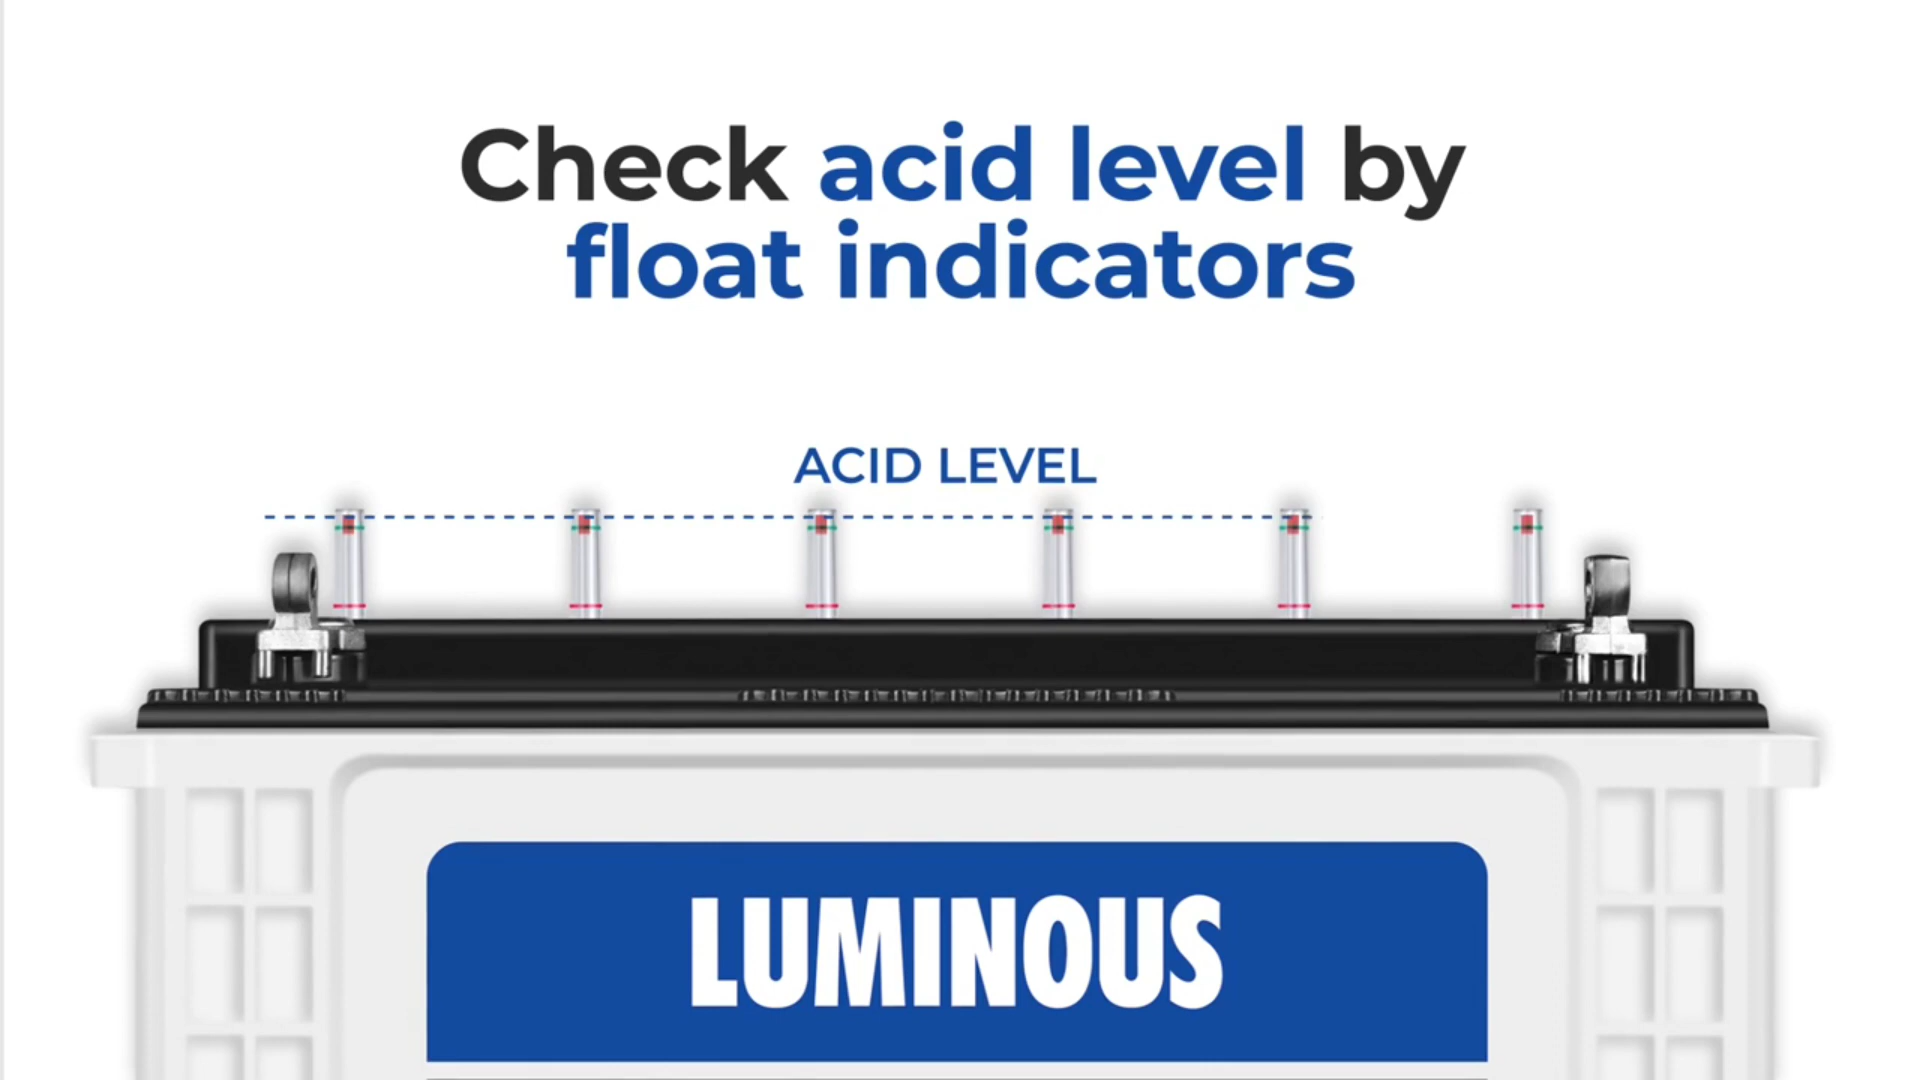 Check acid level by
float indicators
ACID LEVEL
LUMINOUS